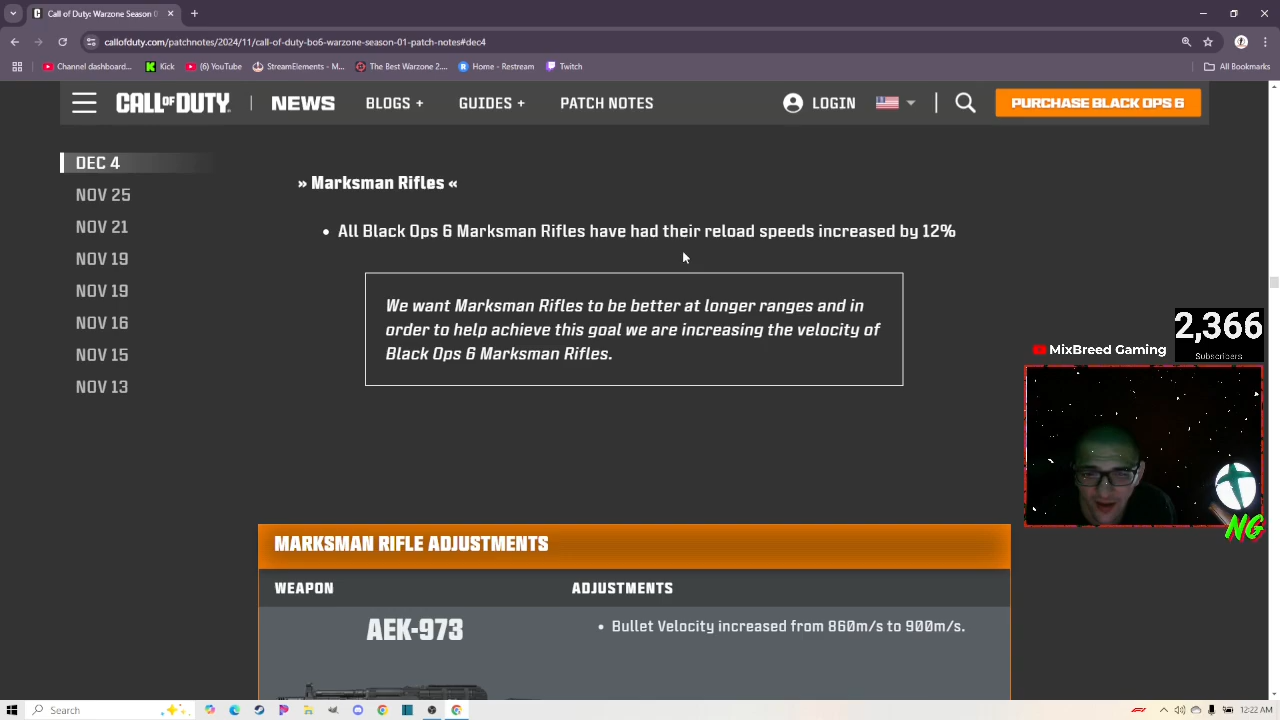 Call of Duty: Warzone Season 0
callofduty.com/patchnotes/2024/11/call-of-duty-bo6-warzone-season-01-patch-notes#dec4
Channel dashboard...
Kick
(6) YouTube
StreamElements - M...
The Best Warzone 2...
Home - Restream
Twitch
All Bookmarks
CALL OF DUTY
NEWS
BLOGS +
GUIDES +
PATCH NOTES
LOGIN
PURCHASE BLACK OPS 6
DEC 4
NOV 25
NOV 21
NOV 19
NOV 19
NOV 16
NOV 15
NOV 13
» Marksman Rifles «
• All Black Ops 6 Marksman Rifles have had their reload speeds increased by 12%
We want Marksman Rifles to be better at longer ranges and in
order to help achieve this goal we are increasing the velocity of
Black Ops 6 Marksman Rifles.
2,366
Subscribers
MixBreed Gaming
NG
MARKSMAN RIFLE ADJUSTMENTS
WEAPON
ADJUSTMENTS
AEK-973
• Bullet Velocity increased from 860m/s to 900m/s.
Search
12:22 AM